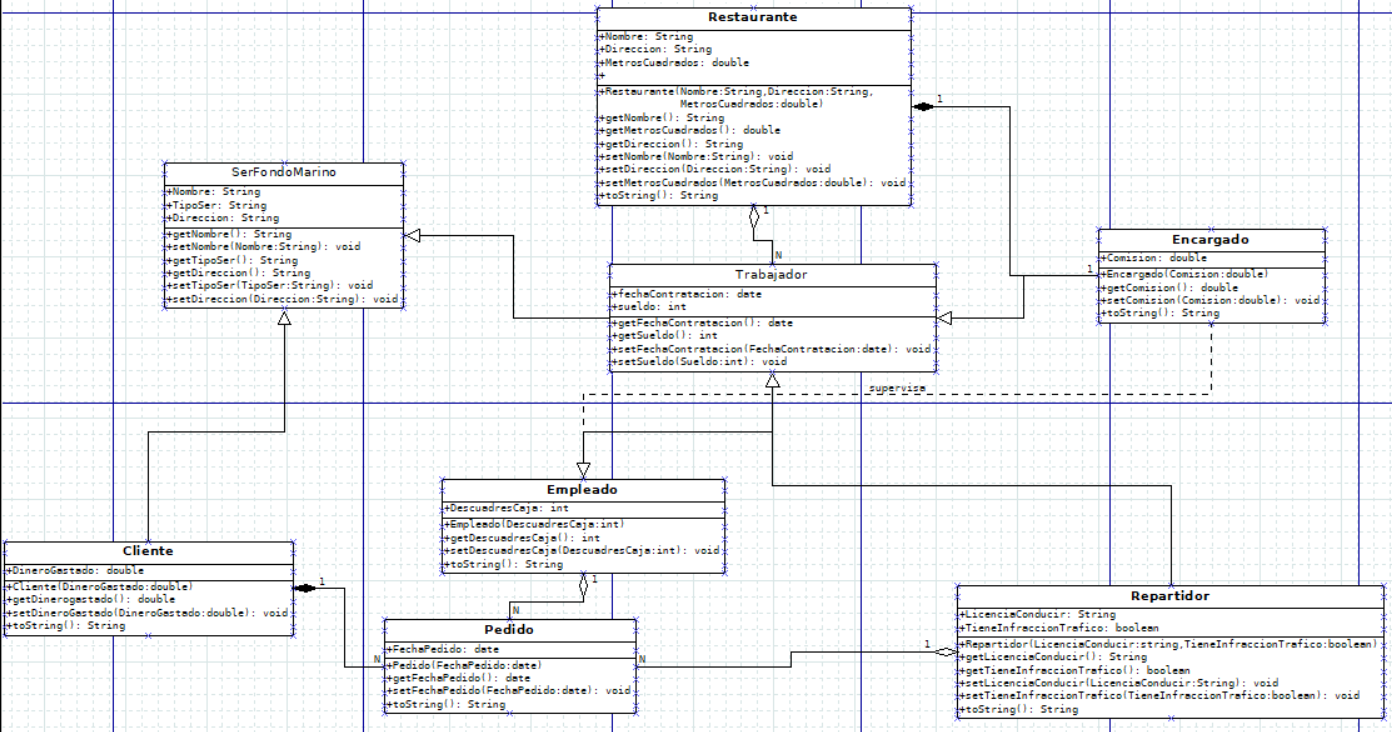 Restaurante
+Nombre: String
+Direccion: String
+MetrosCuadrados: double
+
+Restaurante(Nombre:String,Direccion:String,
MetrosCuadrados:double)
+getNombre(): String
+getMetrosCuadrados(): double
+getDireccion(): String
+setNombre(Nombre:String): void
+setDireccion(Direccion:String): void
+setMetrosCuadrados(MetrosCuadrados:double): void
+toString(): String
1
1
N
SerFondoMarino
+Nombre: String
+TipoSer: String
+Direccion: String
+getNombre(): String
+setNombre(Nombre:String): void
+getTipoSer(): String
+getDireccion(): String
+setTipoSer(TipoSer:String): void
+setDireccion(Direccion:String): void
Trabajador
+fechaContratacion: date
+sueldo: int
+getFechaContratacion(): date
+getSueldo(): int
+setFechaContratacion(FechaContratacion:date): void
+setSueldo(Sueldo:int): void
1
Encargado
+Comision: double
+Encargado(Comision:double)
+getComision(): double
+setComision(Comision:double): void
+toString(): String
supervisa
Empleado
+DescuadresCaja: int
+Empleado(DescuadresCaja:int)
+getDescuadresCaja(): int
+setDescuadresCaja(DescuadresCaja:int): void
+toString(): String
1
N
Cliente
+DineroGastado: double
+Cliente(DineroGastado:double)
+getDinerogastado(): double
+setDineroGastado(DineroGastado:double): void
+toString(): String
1
N
Pedido
+FechaPedido: date
+Pedido(FechaPedido:date)
+getFechaPedido(): date
+setFechaPedido(FechaPedido:date): void
+toString(): String
N
1
Repartidor
+LicenciaConducir: String
+TieneInfraccionTrafico: boolean
+Repartidor(LicenciaConducir:string,TieneInfraccionTrafico:boolean)
+getLicenciaConducir(): String
+getTieneInfraccionTrafico(): boolean
+setLicenciaConducir(LicenciaConducir:String): void
+setTieneInfraccionTrafico(TieneInfraccionTrafico:boolean): void
+toString(): String